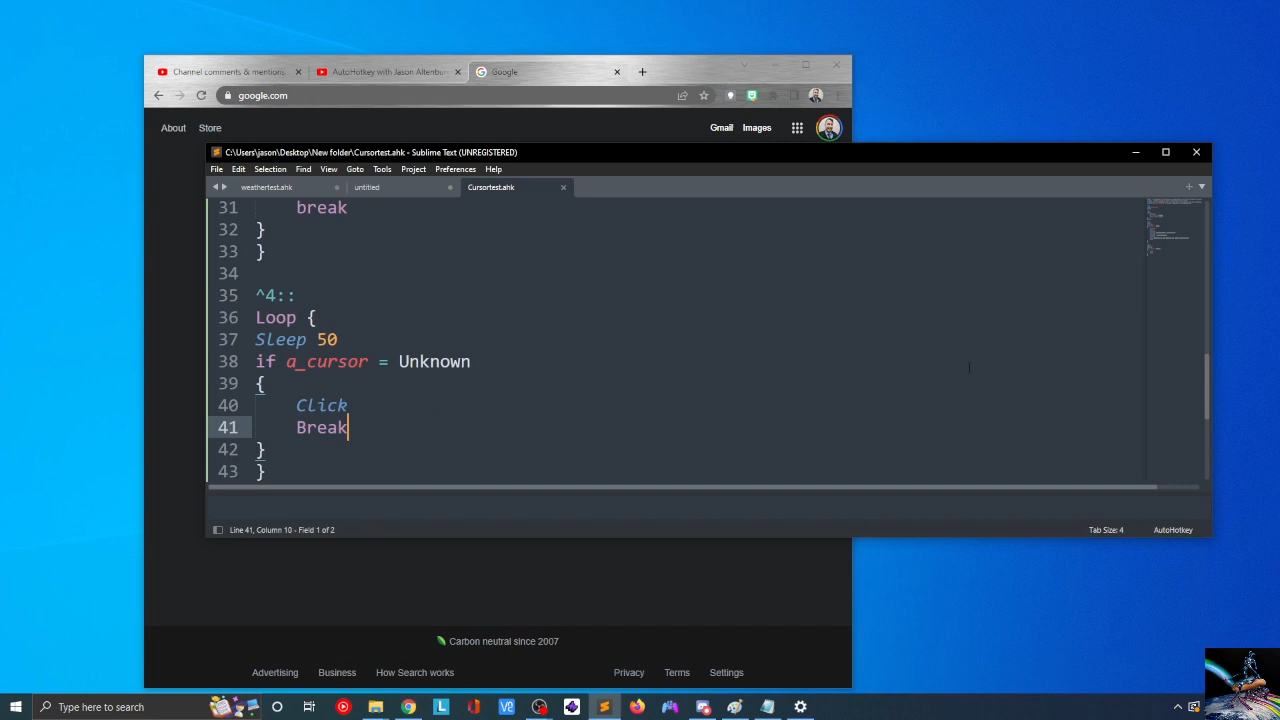 Channel comments & mention
AutoHotkey with Jason Altenbur
Google
google.com
About
Store
Gmail
Images
C:\Users\jason\Desktop\New folder\Cursortest.ahk - Sublime Text (UNREGISTERED)
File Edit Selection Find View Goto Tools Project Preferences Help
weathertest.ahk
untitled
Cursortest.ahk
31 break
32 }
33 }
34
35 ^4::
36 Loop {
37 Sleep 50
38 if a_cursor = Unknown
39 {
40 Click
41 Break
42 }
43 }
Line 41, Column 10 - Field 1 of 2
Tab Size: 4
AutoHotkey
Carbon neutral since 2007
Advertising
Business
How Search works
Privacy
Terms
Settings
Type here to search